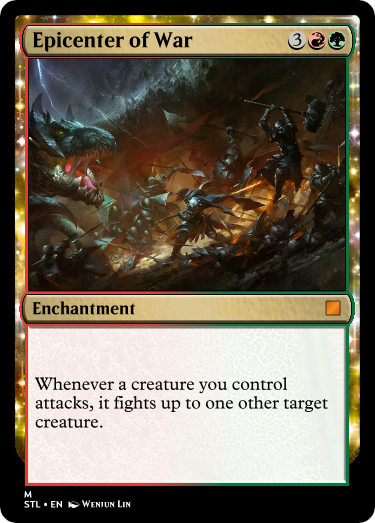 Epicenter of War 3
Enchantment
Whenever a creature you control
attacks, it fights up to one other target
creature.
M
STL • EN Wenjun Lin